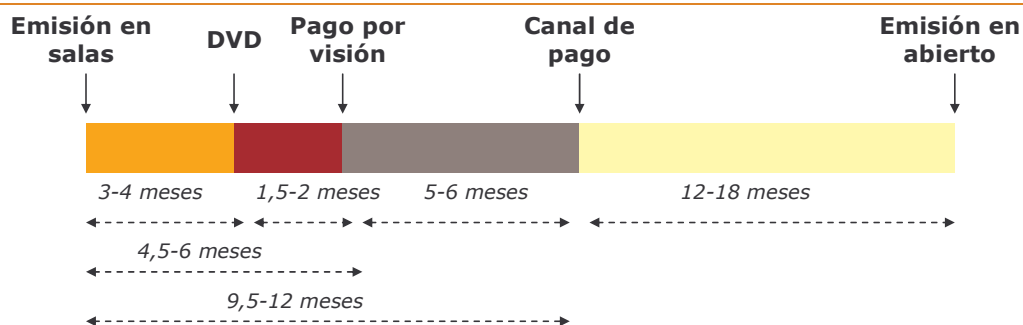 Emisión en
salas
DVD
Pago por
visión
Canal de
pago
Emisión en
abierto
3-4 meses
1,5-2 meses
5-6 meses
12-18 meses
4,5-6 meses
9,5-12 meses